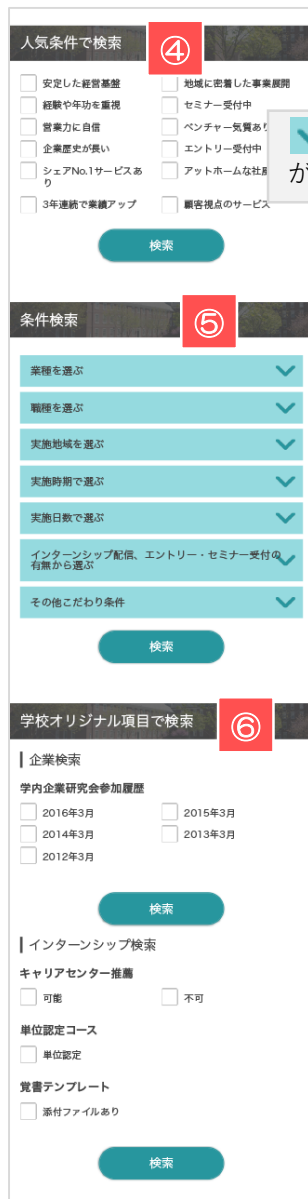 人気条件で検索 ④
安定した経営基盤 地域に密着した事業展開
経験や年功を重視 セミナー受付中
営業力に自信 ベンチャー気質あり
企業歴史が長い エントリー受付中
シェアNo.1サービスあり アットホームな社風
が
3年連続で業績アップ 顧客視点のサービス
検索
条件検索 ⑤
業種を選ぶ
職種を選ぶ
実施地域を選ぶ
実施時期で選ぶ
実施日数で選ぶ
インターンシップ配信、エントリー・セミナー受付の
有無から選ぶ
その他こだわり条件
検索
学校オリジナル項目で検索 ⑥
企業検索
学内企業研究会参加履歴
2016年3月 2015年3月
2014年3月 2013年3月
2012年3月
検索
インターンシップ検索
キャリアセンター推薦
可能 不可
単位認定コース
単位認定
覚書テンプレート
添付ファイルあり
検索